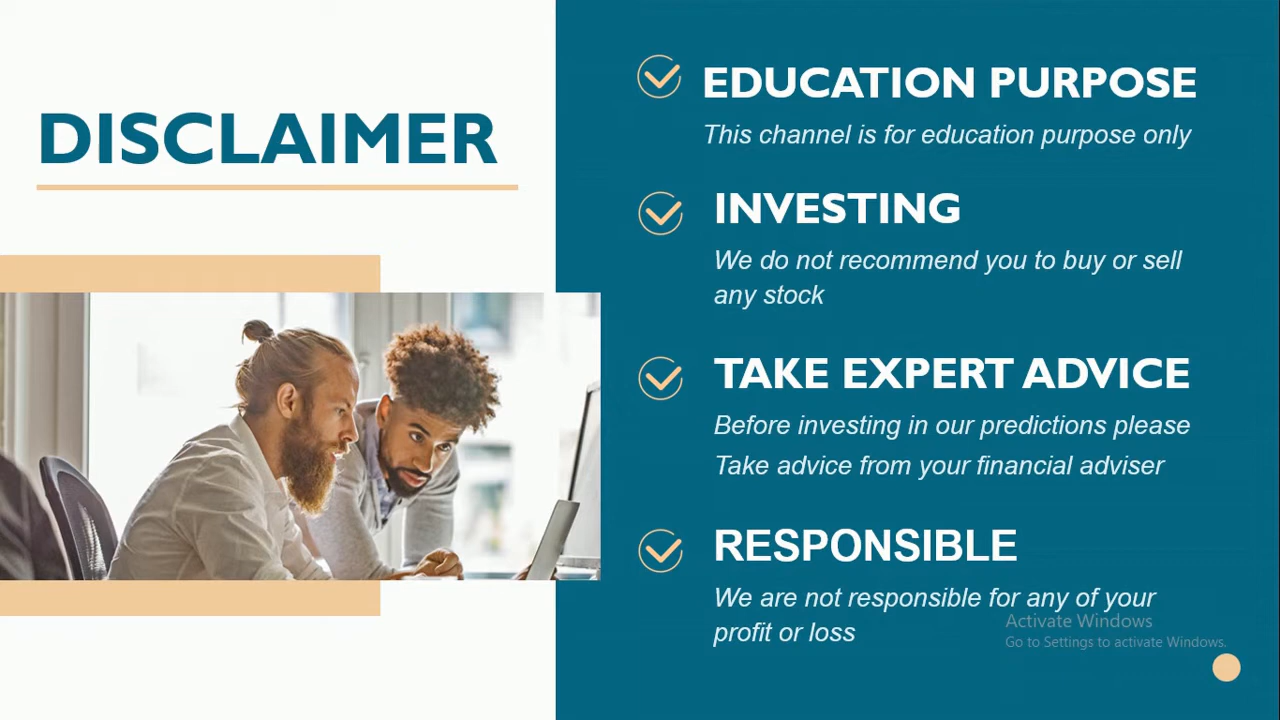 DISCLAIMER
EDUCATION PURPOSE
This channel is for education purpose only
INVESTING
We do not recommend you to buy or sell
any stock
TAKE EXPERT ADVICE
Before investing in our predictions please
Take advice from your financial adviser
RESPONSIBLE
We are not responsible for any of your
profit or loss
Activate Windows
Go to Settings to activate Windows.